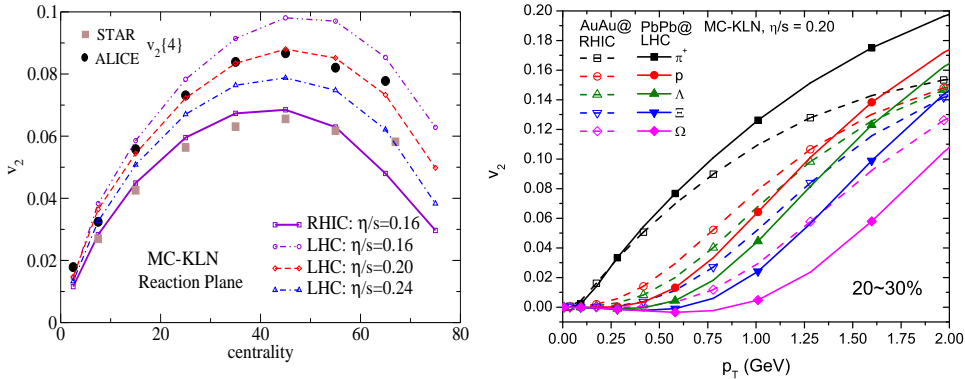 STAR
ALICE
v₂{4}
0.1
0.08
0.06
0.04
0.02
0
v₂
MC-KLN
Reaction Plane
RHIC: η/s=0.16
LHC: η/s=0.16
LHC: η/s=0.20
LHC: η/s=0.24
0 20 40 60 80
centrality
AuAu@ PbPb@ MC-KLN, η/s = 0.20
RHIC LHC
π⁺
p
Λ
Ξ
Ω
0.20
0.18
0.16
0.14
0.12
0.10
0.08
0.06
0.04
0.02
0.00
v₂
20~30%
0.00 0.25 0.50 0.75 1.00 1.25 1.50 1.75 2.00
p_T (GeV)